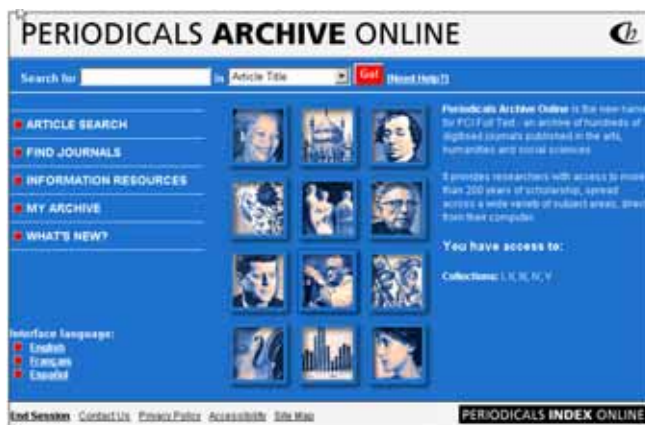 PERIODICALS ARCHIVE ONLINE
Search for in Article Title Go! [Need Help?]
ARTICLE SEARCH
FIND JOURNALS
INFORMATION RESOURCES
MY ARCHIVE
WHAT'S NEW?
Periodicals Archive Online is the new name
for PCI Full Text - an archive of hundreds of
digitised journals published in the arts,
humanities and social sciences.
It provides researchers with access to more
than 200 years of scholarship, spread
across a wide variety of subject areas, direct
from their computer.
You have access to:
Collections: I, II, III, IV, V
Interface language:
English
Français
Español
End Session Contact Us Privacy Policy Accessibility Site Map
PERIODICALS INDEX ONLINE